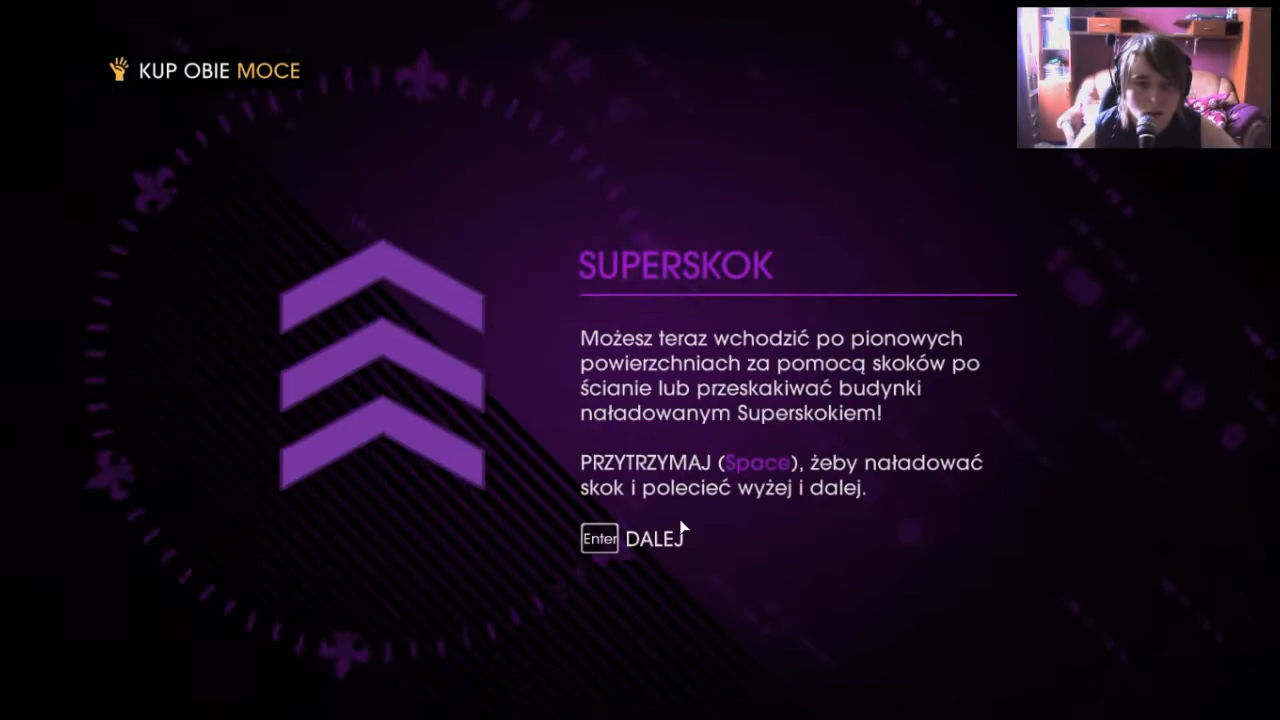 KUP OBIE MOCE
SUPERSKOK
Możesz teraz wchodzić po pionowych
powierzchniach za pomocą skoków po
ścianie lub przeskakiwać budynki
naładowanym Superskokiem!
PRZYTRZYMAJ (Space), żeby naładować
skok i polecieć wyżej i dalej.
Enter DALEJ